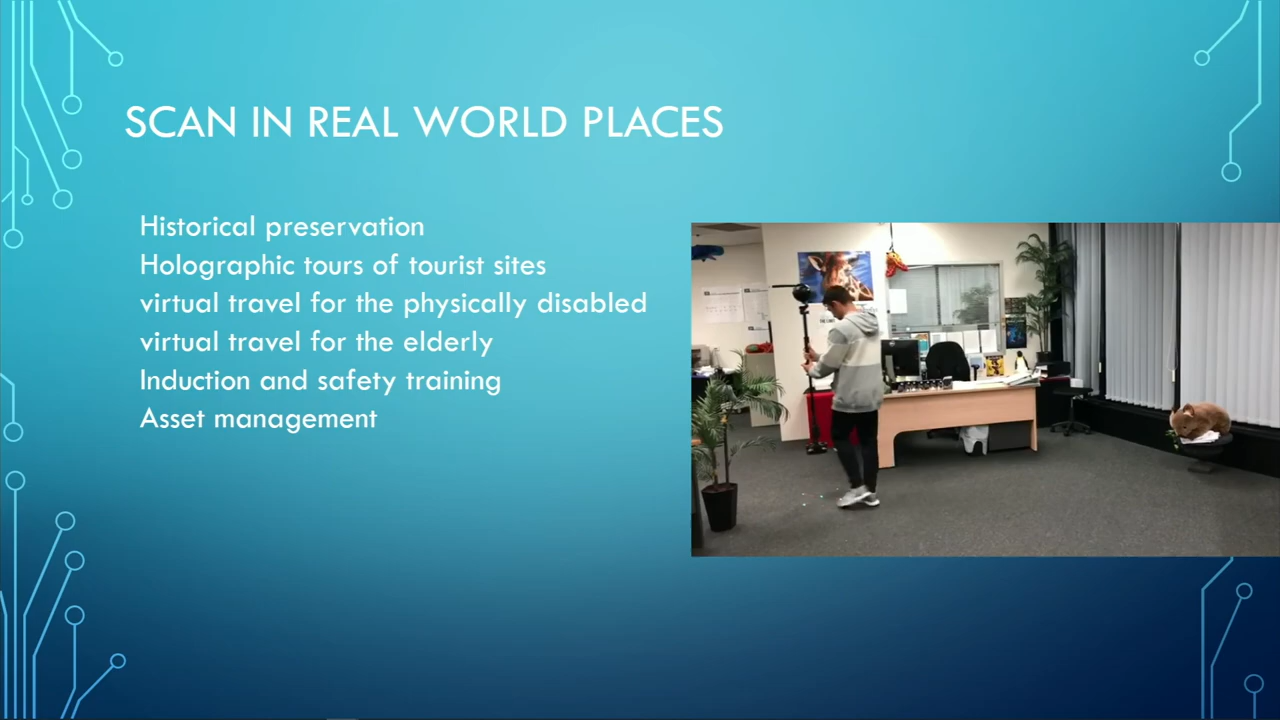 SCAN IN REAL WORLD PLACES
Historical preservation
Holographic tours of tourist sites
virtual travel for the physically disabled
virtual travel for the elderly
Induction and safety training
Asset management